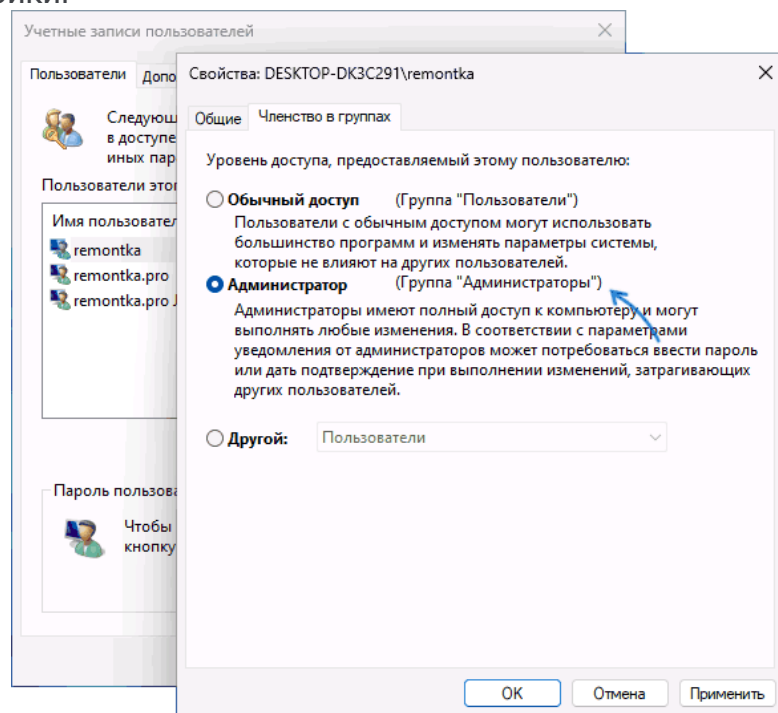 Учетные записи пользователей
Пользователи
Допо
Следующ
в доступе
иных пар
Пользователи этог
Имя пользовател
remontka
remontka.pro
remontka.pro J
Пароль пользова
Чтобы
кнопку
Свойства: DESKTOP-DK3C291\remontka
Общие
Членство в группах
Уровень доступа, предоставляемый этому пользователю:
Обычный доступ (Группа "Пользователи")
Пользователи с обычным доступом могут использовать
большинство программ и изменять параметры системы,
которые не влияют на других пользователей.
Администратор (Группа "Администраторы")
Администраторы имеют полный доступ к компьютеру и могут
выполнять любые изменения. В соответствии с параметрами
уведомления от администраторов может потребоваться ввести пароль
или дать подтверждение при выполнении изменений, затрагивающих
других пользователей.
Другой: Пользователи
OK
Отмена
Применить